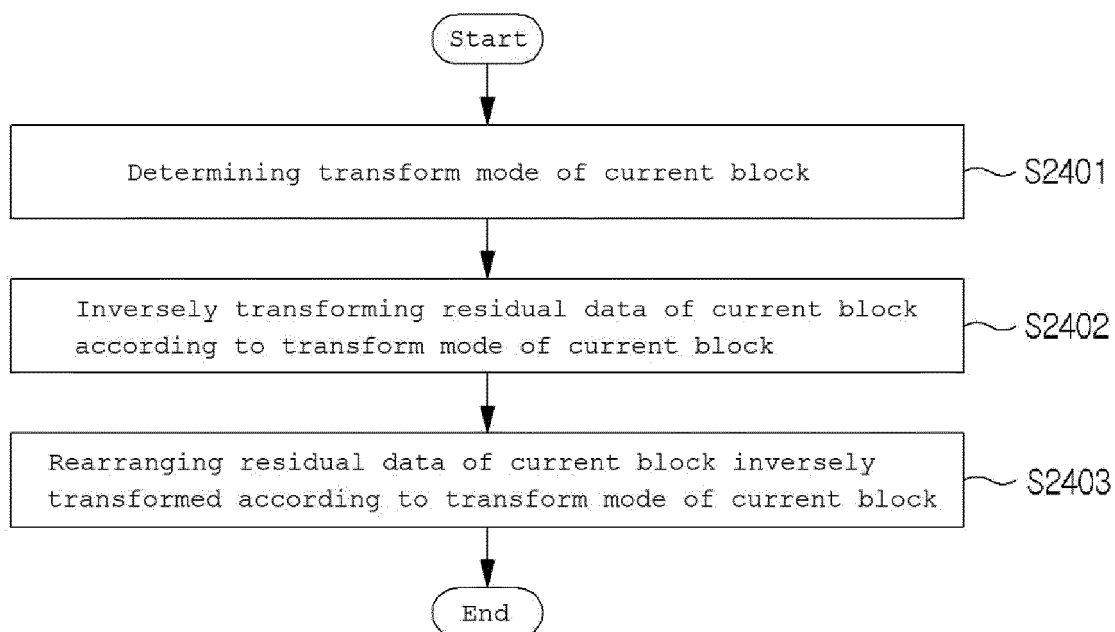 Start
Determining transform mode of current block
S2401
Inversely transforming residual data of current block
according to transform mode of current block
S2402
Rearranging residual data of current block inversely
transformed according to transform mode of current block
S2403
End